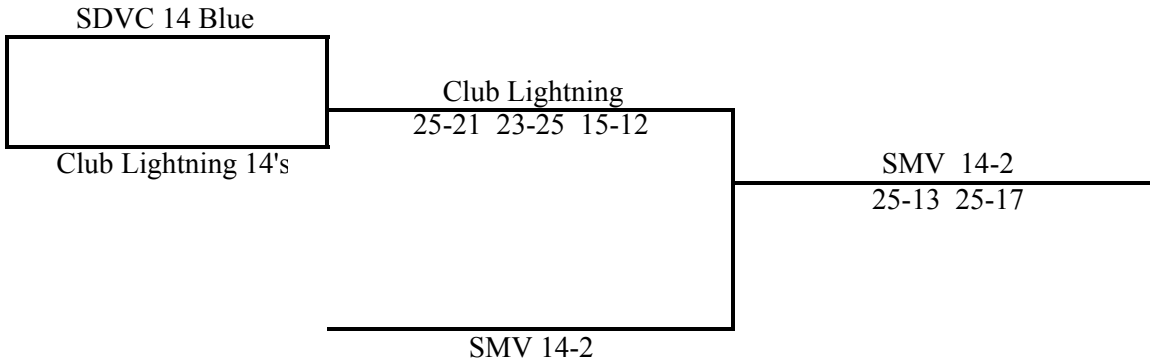 SDVC 14 Blue
Club Lightning
25-21 23-25 15-12
Club Lightning 14's
SMV 14-2
25-13 25-17
SMV 14-2